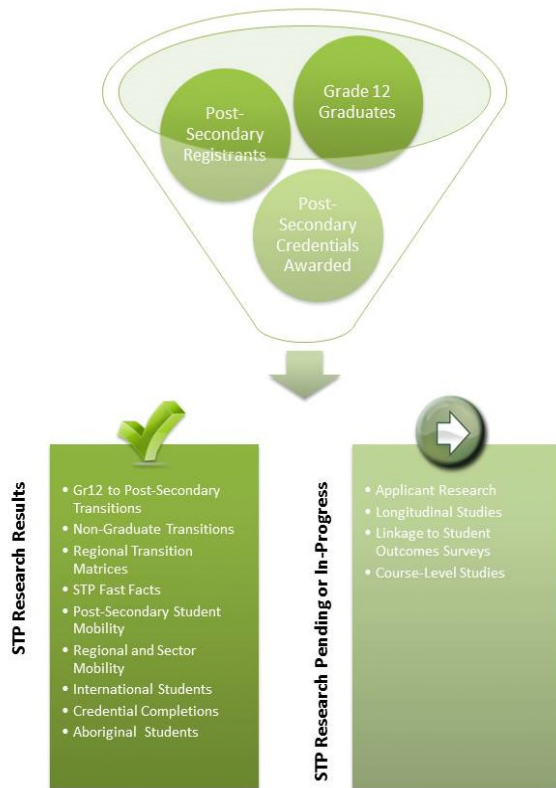 Grade 12
Graduates
Post-
Secondary
Registrants
Post-
Secondary
Credentials
Awarded
STP Research Results
• Gr12 to Post-Secondary
Transitions
• Non-Graduate Transitions
• Regional Transition
Matrices
• STP Fast Facts
• Post-Secondary Student
Mobility
• Regional and Sector
Mobility
• International Students
• Credential Completions
• Aboriginal Students
STP Research Pending or In-Progress
• Applicant Research
• Longitudinal Studies
• Linkage to Student
Outcomes Surveys
• Course-Level Studies